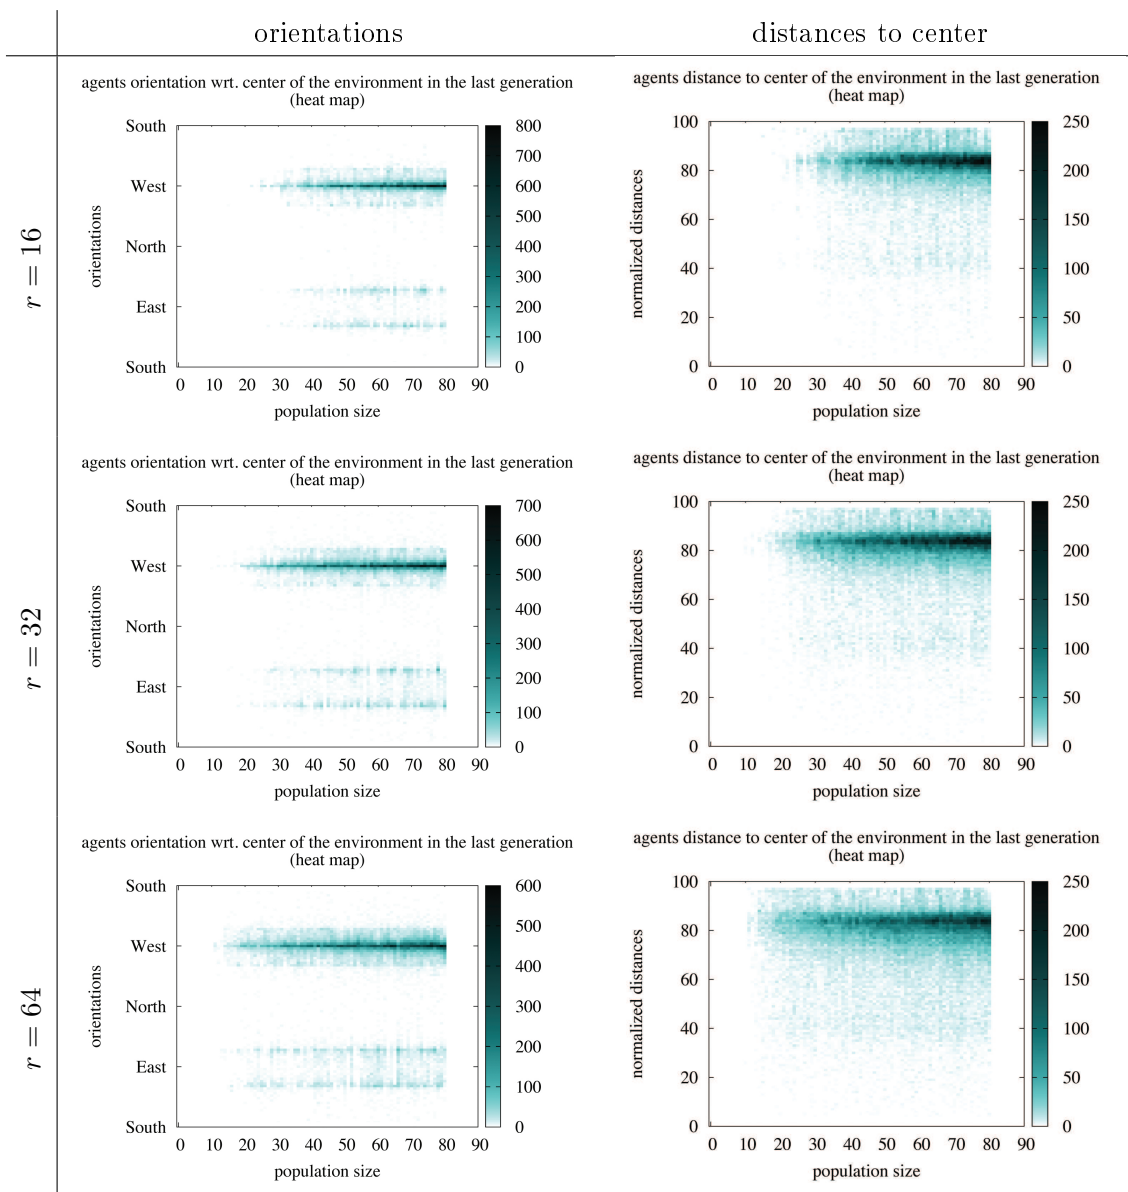 orientations
distances to center
r = 16
agents orientation wrt. center of the environment in the last generation
(heat map)
South
West
North
East
South
orientations
0 10 20 30 40 50 60 70 80 90
population size
800
700
600
500
400
300
200
100
0
agents distance to center of the environment in the last generation
(heat map)
100
80
60
40
20
0
normalized distances
0 10 20 30 40 50 60 70 80 90
population size
250
200
150
100
50
0
r = 32
agents orientation wrt. center of the environment in the last generation
(heat map)
South
West
North
East
South
orientations
0 10 20 30 40 50 60 70 80 90
population size
700
600
500
400
300
200
100
0
agents distance to center of the environment in the last generation
(heat map)
100
80
60
40
20
0
normalized distances
0 10 20 30 40 50 60 70 80 90
population size
250
200
150
100
50
0
r = 64
agents orientation wrt. center of the environment in the last generation
(heat map)
South
West
North
East
South
orientations
0 10 20 30 40 50 60 70 80 90
population size
600
500
400
300
200
100
0
agents distance to center of the environment in the last generation
(heat map)
100
80
60
40
20
0
normalized distances
0 10 20 30 40 50 60 70 80 90
population size
250
200
150
100
50
0